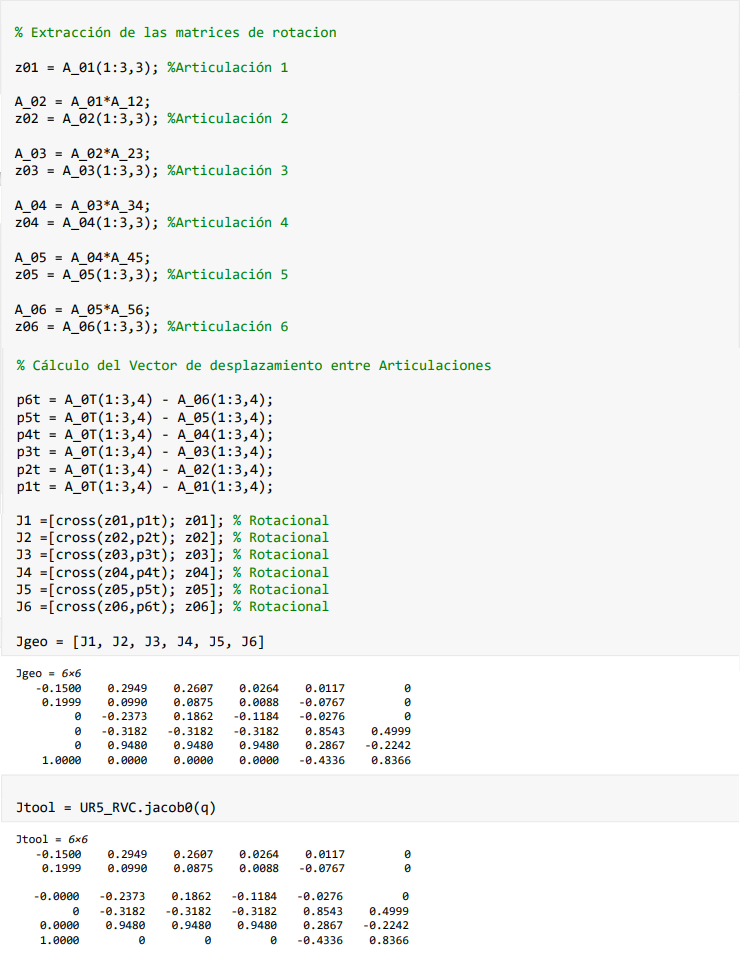 % Extracción de las matrices de rotacion
z01 = A_01(1:3,3); %Articulación 1
A_02 = A_01*A_12;
z02 = A_02(1:3,3); %Articulación 2
A_03 = A_02*A_23;
z03 = A_03(1:3,3); %Articulación 3
A_04 = A_03*A_34;
z04 = A_04(1:3,3); %Articulación 4
A_05 = A_04*A_45;
z05 = A_05(1:3,3); %Articulación 5
A_06 = A_05*A_56;
z06 = A_06(1:3,3); %Articulación 6
% Cálculo del Vector de desplazamiento entre Articulaciones
p6t = A_0T(1:3,4) - A_06(1:3,4);
p5t = A_0T(1:3,4) - A_05(1:3,4);
p4t = A_0T(1:3,4) - A_04(1:3,4);
p3t = A_0T(1:3,4) - A_03(1:3,4);
p2t = A_0T(1:3,4) - A_02(1:3,4);
p1t = A_0T(1:3,4) - A_01(1:3,4);
J1 =[cross(z01,p1t); z01]; % Rotacional
J2 =[cross(z02,p2t); z02]; % Rotacional
J3 =[cross(z03,p3t); z03]; % Rotacional
J4 =[cross(z04,p4t); z04]; % Rotacional
J5 =[cross(z05,p5t); z05]; % Rotacional
J6 =[cross(z06,p6t); z06]; % Rotacional
Jgeo = [J1, J2, J3, J4, J5, J6]
Jgeo = 6×6
-0.1500 0.2949 0.2607 0.0264 0.0117 0
0.1999 0.0990 0.0875 0.0088 -0.0767 0
0 -0.2373 0.1862 -0.1184 -0.0276 0
0 -0.3182 -0.3182 -0.3182 0.8543 0.4999
0 0.9480 0.9480 0.9480 0.2867 -0.2242
1.0000 0.0000 0.0000 0.0000 -0.4336 0.8366
Jtool = UR5_RVC.jacob0(q)
Jtool = 6×6
-0.1500 0.2949 0.2607 0.0264 0.0117 0
0.1999 0.0990 0.0875 0.0088 -0.0767 0
-0.0000 -0.2373 0.1862 -0.1184 -0.0276 0
0 -0.3182 -0.3182 -0.3182 0.8543 0.4999
0.0000 0.9480 0.9480 0.9480 0.2867 -0.2242
1.0000 0 0 0 -0.4336 0.8366